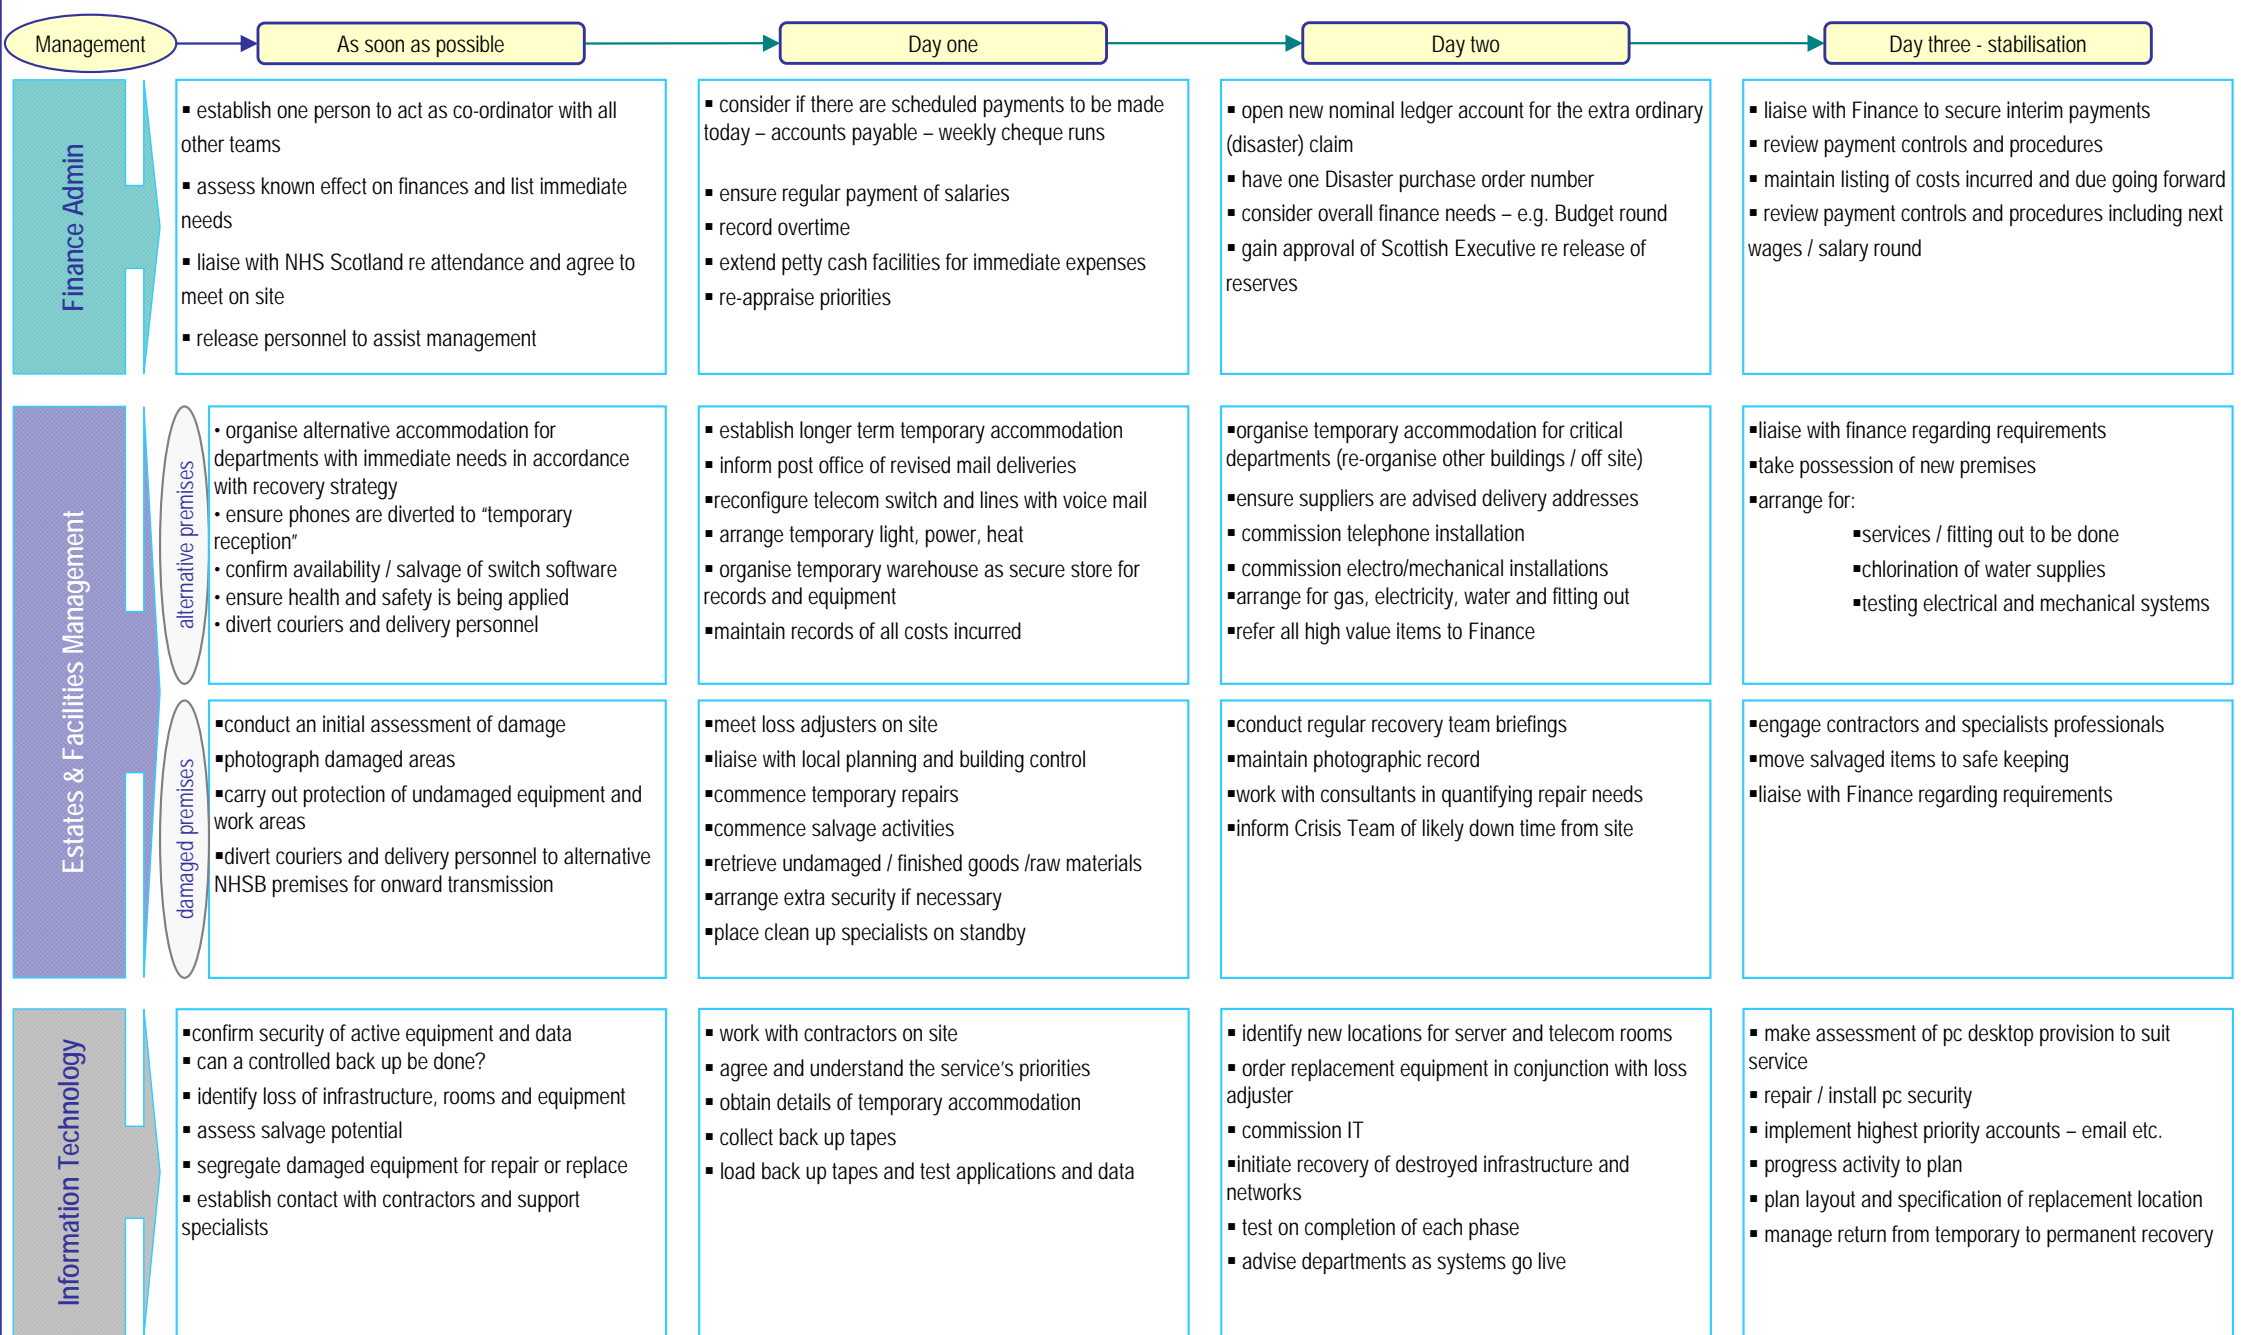 Management
As soon as possible
Day one
Day two
Day three - stabilisation
Finance Admin
▪ establish one person to act as co-ordinator with all
other teams
▪ assess known effect on finances and list immediate
needs
▪ liaise with NHS Scotland re attendance and agree to
meet on site
▪ release personnel to assist management
▪ consider if there are scheduled payments to be made
today – accounts payable – weekly cheque runs
▪ ensure regular payment of salaries
▪ record overtime
▪ extend petty cash facilities for immediate expenses
▪ re-appraise priorities
▪ open new nominal ledger account for the extra ordinary
(disaster) claim
▪ have one Disaster purchase order number
▪ consider overall finance needs – e.g. Budget round
▪ gain approval of Scottish Executive re release of
reserves
▪ liaise with Finance to secure interim payments
▪ review payment controls and procedures
▪ maintain listing of costs incurred and due going forward
▪ review payment controls and procedures including next
wages / salary round
Estates & Facilities Management
alternative premises
• organise alternative accommodation for
departments with immediate needs in accordance
with recovery strategy
• ensure phones are diverted to “temporary
reception”
• confirm availability / salvage of switch software
• ensure health and safety is being applied
• divert couriers and delivery personnel
▪ establish longer term temporary accommodation
▪ inform post office of revised mail deliveries
▪reconfigure telecom switch and lines with voice mail
▪ arrange temporary light, power, heat
▪ organise temporary warehouse as secure store for
records and equipment
▪maintain records of all costs incurred
▪organise temporary accommodation for critical
departments (re-organise other buildings / off site)
▪ensure suppliers are advised delivery addresses
▪ commission telephone installation
▪ commission electro/mechanical installations
▪arrange for gas, electricity, water and fitting out
▪refer all high value items to Finance
▪liaise with finance regarding requirements
▪take possession of new premises
▪arrange for:
▪services / fitting out to be done
▪chlorination of water supplies
▪testing electrical and mechanical systems
damaged premises
▪conduct an initial assessment of damage
▪photograph damaged areas
▪carry out protection of undamaged equipment and
work areas
▪divert couriers and delivery personnel to alternative
NHSB premises for onward transmission
▪meet loss adjusters on site
▪liaise with local planning and building control
▪commence temporary repairs
▪commence salvage activities
▪retrieve undamaged / finished goods /raw materials
▪arrange extra security if necessary
▪place clean up specialists on standby
▪conduct regular recovery team briefings
▪maintain photographic record
▪work with consultants in quantifying repair needs
▪inform Crisis Team of likely down time from site
▪engage contractors and specialists professionals
▪move salvaged items to safe keeping
▪liaise with Finance regarding requirements
Information Technology
▪confirm security of active equipment and data
▪ can a controlled back up be done?
▪ identify loss of infrastructure, rooms and equipment
▪ assess salvage potential
▪ segregate damaged equipment for repair or replace
▪ establish contact with contractors and support
specialists
▪ work with contractors on site
▪ agree and understand the service’s priorities
▪ obtain details of temporary accommodation
▪ collect back up tapes
▪ load back up tapes and test applications and data
▪ identify new locations for server and telecom rooms
▪ order replacement equipment in conjunction with loss
adjuster
▪ commission IT
▪initiate recovery of destroyed infrastructure and
networks
▪ test on completion of each phase
▪ advise departments as systems go live
▪ make assessment of pc desktop provision to suit
service
▪ repair / install pc security
▪ implement highest priority accounts – email etc.
▪ progress activity to plan
▪ plan layout and specification of replacement location
▪ manage return from temporary to permanent recovery